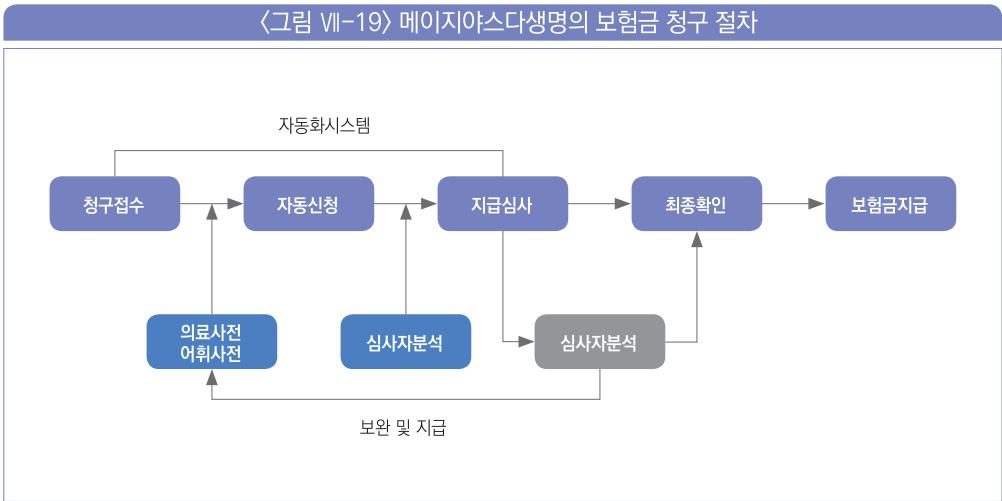 〈그림 Ⅶ-19〉 메이지야스다생명의 보험금 청구 절차
자동화시스템
청구접수
자동신청
지급심사
최종확인
보험금지급
의료사전
어휘사전
심사자분석
심사자분석
보완 및 지급